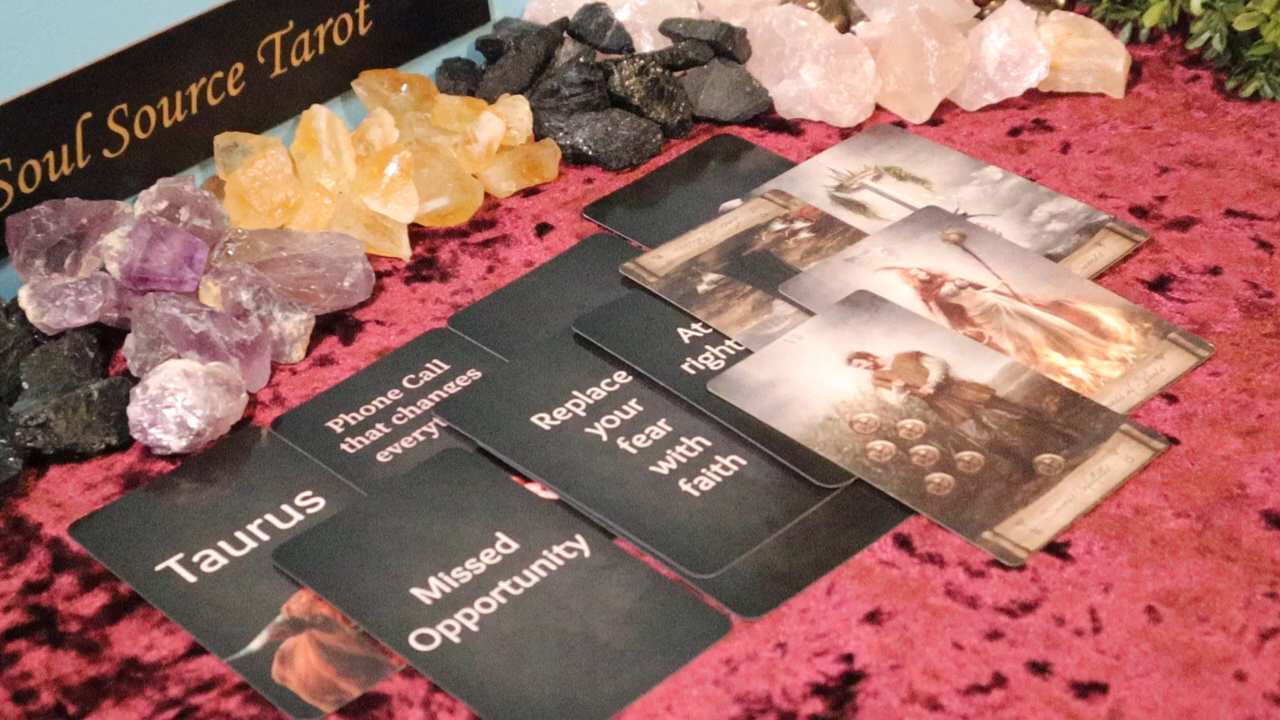 Soul Source Tarot
Phone Call
that changes
Taurus
Missed
Opportunity
Replace
your
fear
with
faith
At
right